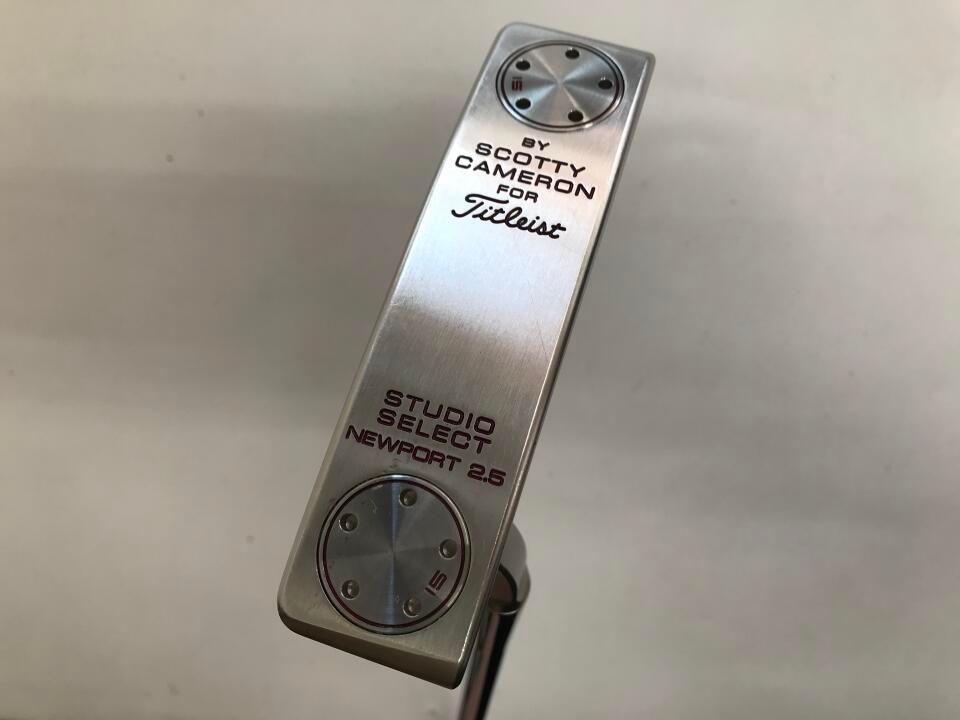 15
BY
SCOTTY
CAMERON
FOR
Titleist
STUDIO
SELECT
NEWPORT 2.5
15